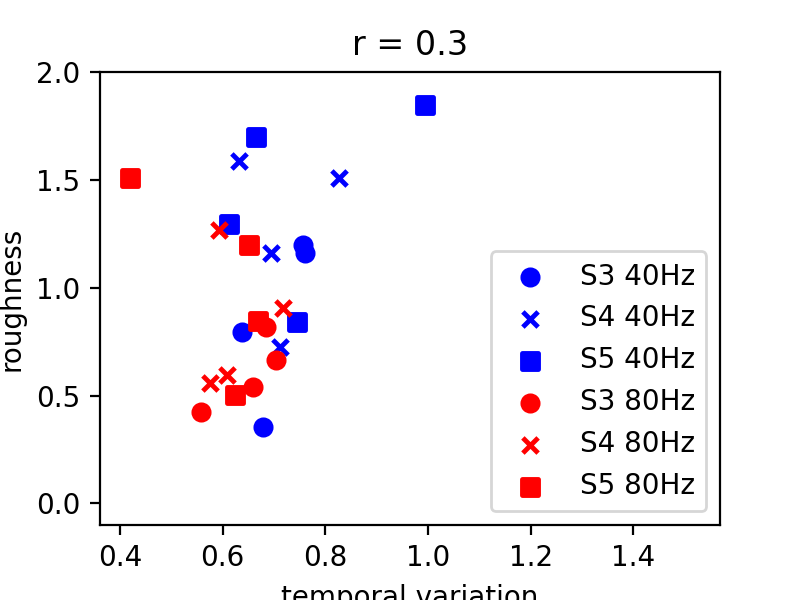 r = 0.3
2.0
1.5
1.0
0.5
0.0
roughness
S3 40Hz
S4 40Hz
S5 40Hz
S3 80Hz
S4 80Hz
S5 80Hz
0.4 0.6 0.8 1.0 1.2 1.4
temporal variation